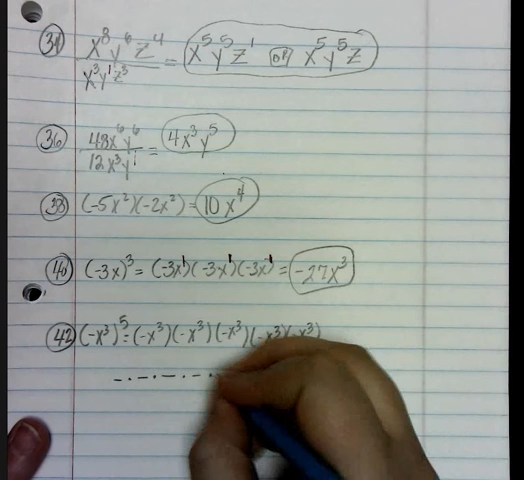 34 x⁸y⁶z⁴/x³y¹z³ = x⁵y⁵z¹ or x⁵y⁵z
36 48x⁶y⁶/12x³y¹ = 4x³y⁵
38 (-5x²)(-2x²) = 10x⁴
40 (-3x)³ = (-3x¹)(-3x¹)(-3x¹) = -27x³
42 (-x³)⁵ = (-x³)(-x³)(-x³)(-x³)(-x³)
- · - · - · - ·